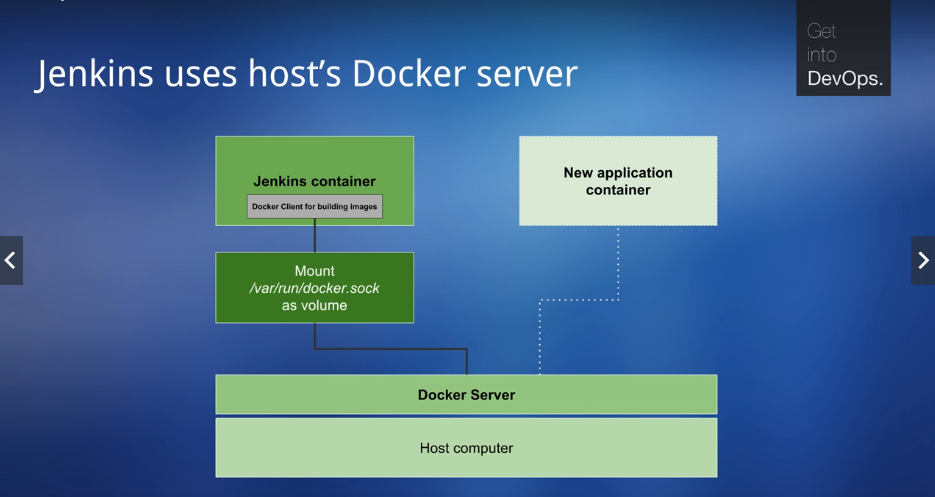 Jenkins uses host's Docker server
Get
into
DevOps.
Jenkins container
Docker Client for building images
New application
container
Mount
/var/run/docker.sock
as volume
Docker Server
Host computer